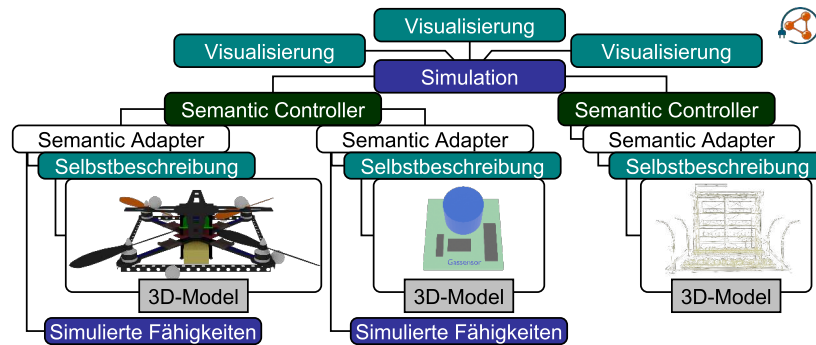 Visualisierung
Visualisierung
Visualisierung
Simulation
Semantic Controller
Semantic Controller
Semantic Adapter
Semantic Adapter
Semantic Adapter
Selbstbeschreibung
Selbstbeschreibung
Selbstbeschreibung
Gassensor
3D-Model
3D-Model
3D-Model
Simulierte Fähigkeiten
Simulierte Fähigkeiten